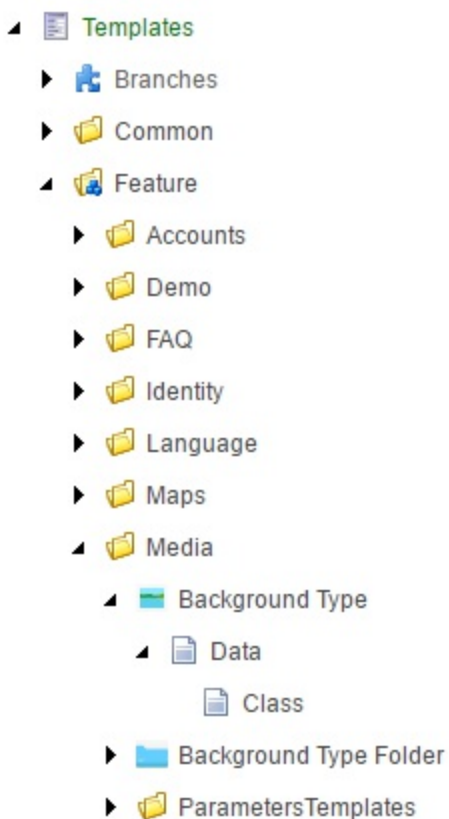 Templates
Branches
Common
Feature
Accounts
Demo
FAQ
Identity
Language
Maps
Media
Background Type
Data
Class
Background Type Folder
ParametersTemplates